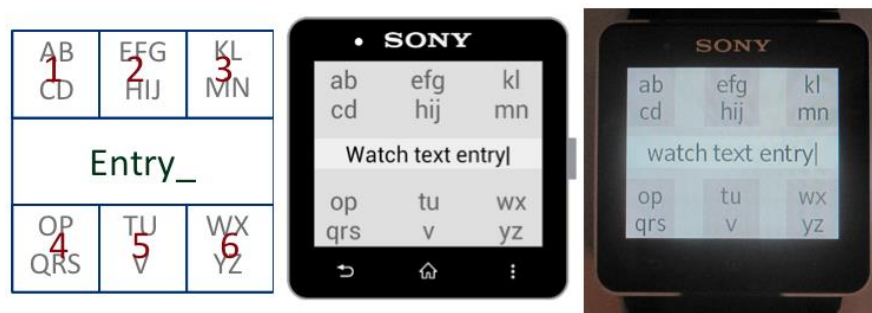 AB EFG KL
1 2 3
CD HIJ MN
Entry_
OP TU WX
4 5 6
QRS V YZ
SONY
ab efg kl
cd hij mn
Watch text entry|
op tu wx
qrs v yz
SONY
ab efg kl
cd hij mn
watch text entry|
op tu wx
qrs v yz